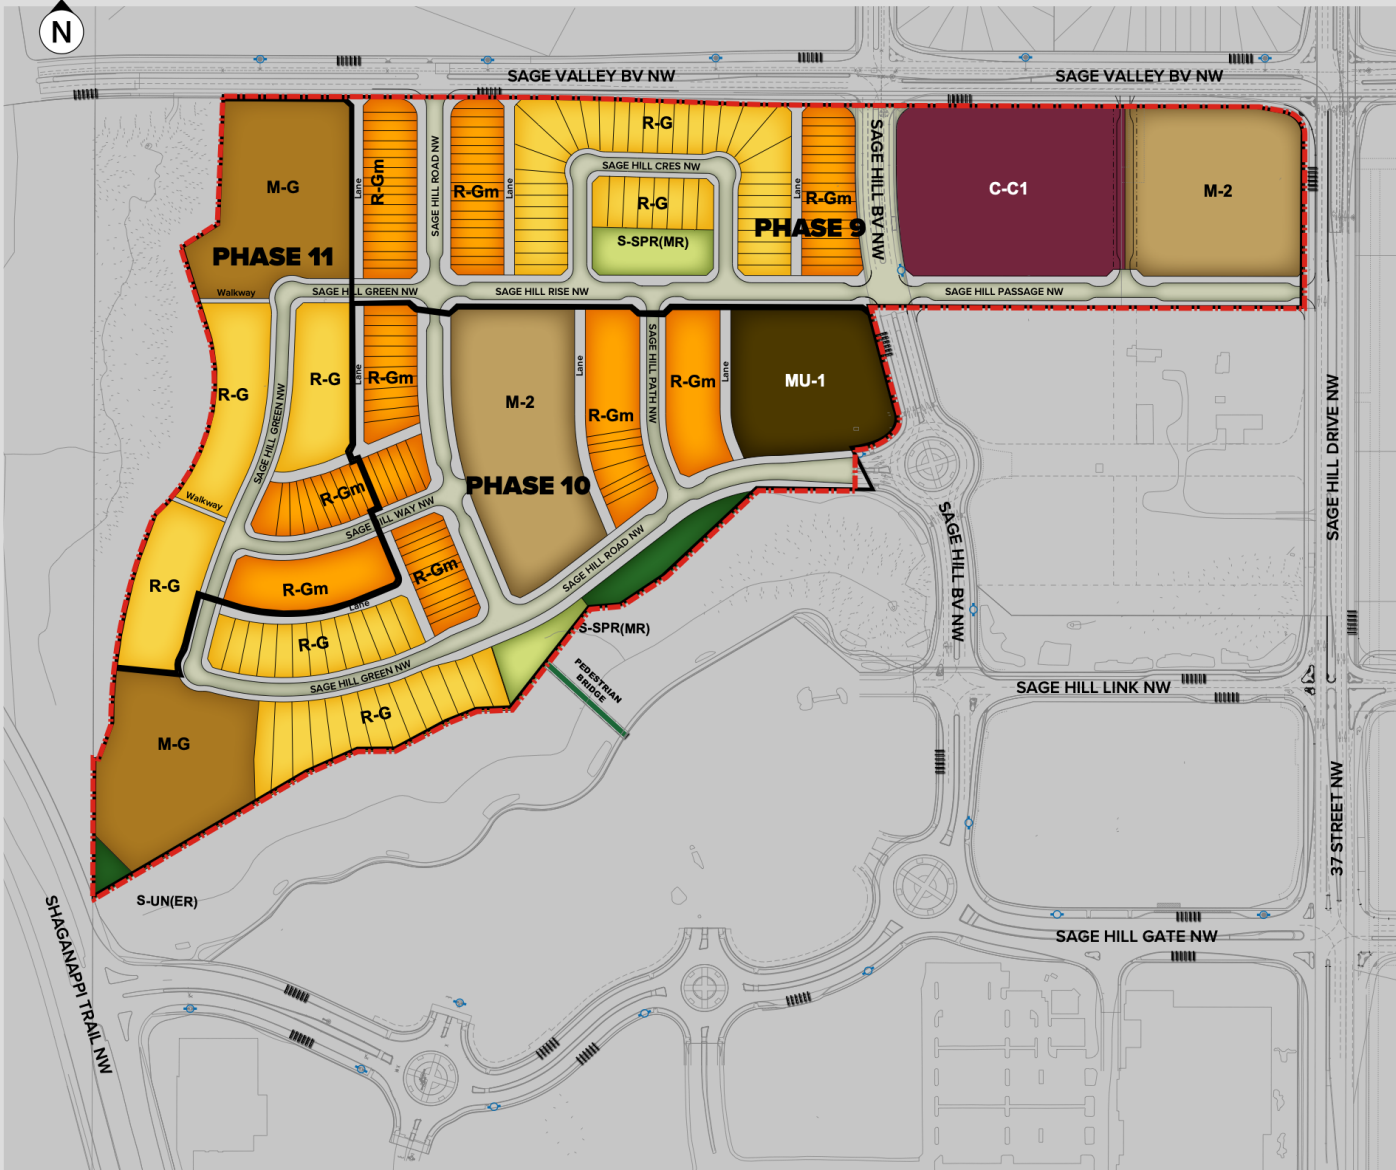 N
SAGE VALLEY BV NW
SAGE VALLEY BV NW
M-G
Lane
R-Gm
SAGE HILL ROAD NW
R-Gm
Lane
R-G
SAGE HILL CRES NW
R-G
S-SPR(MR)
Lane
R-Gm
PHASE 9
SAGE HILL BV NW
C-C1
M-2
PHASE 11
Walkway
SAGE HILL GREEN NW
SAGE HILL RISE NW
SAGE HILL PASSAGE NW
R-G
R-G
SAGE HILL GREEN NW
Lane
R-Gm
M-2
Lane
R-Gm
SAGE HILL PATH NW
R-Gm
Lane
MU-1
SAGE HILL DRIVE NW
Walkway
R-Gm
SAGE HILL WAY NW
PHASE 10
R-G
R-Gm
R-Gm
Lane
SAGE HILL ROAD NW
SAGE HILL BV NW
R-G
S-SPR(MR)
SAGE HILL GREEN NW
PEDESTRIAN
BRIDGE
SAGE HILL LINK NW
R-G
M-G
37 STREET NW
S-UN(ER)
SHAGANAPPI TRAIL NW
SAGE HILL GATE NW